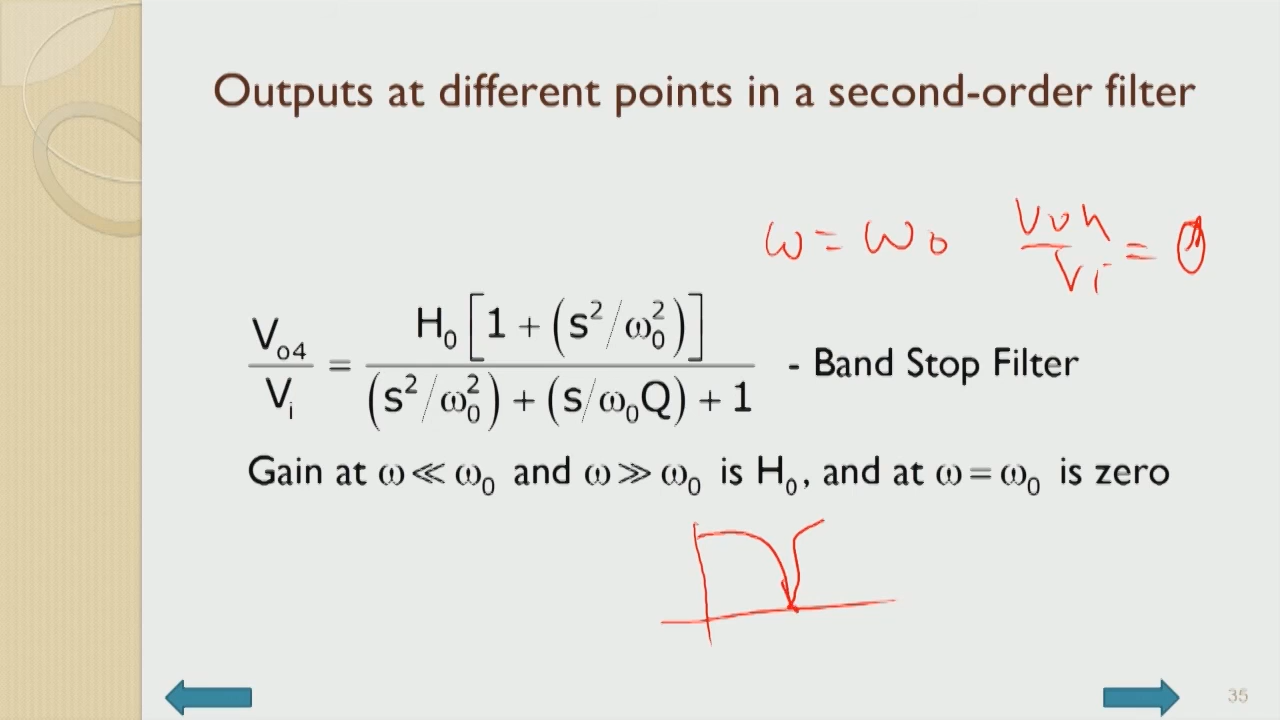 Outputs at different points in a second-order filter
ω = ω₀ Vo4/Vi = 0
Vo4/Vi = H₀[1 + (s²/ω₀²)] / (s²/ω₀²) + (s/ω₀Q) + 1 - Band Stop Filter
Gain at ω ≪ ω₀ and ω ≫ ω₀ is H₀, and at ω = ω₀ is zero
35